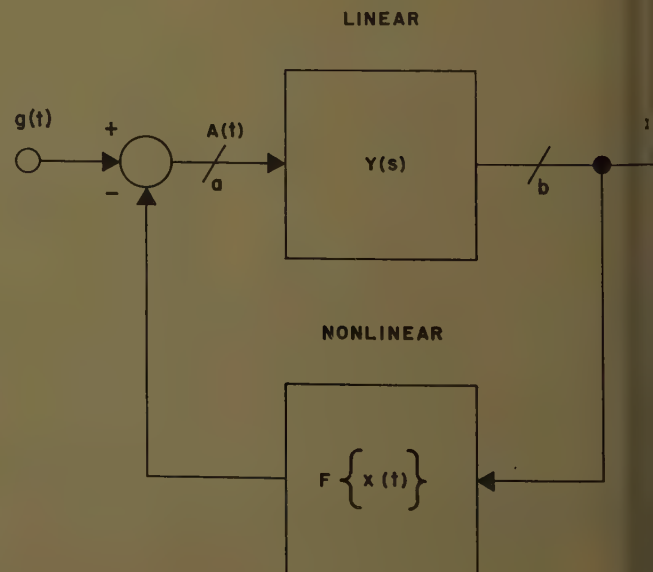 LINEAR
g(t)
+
A(t)
−
a
Y(s)
b
NONLINEAR
F { x (t) }